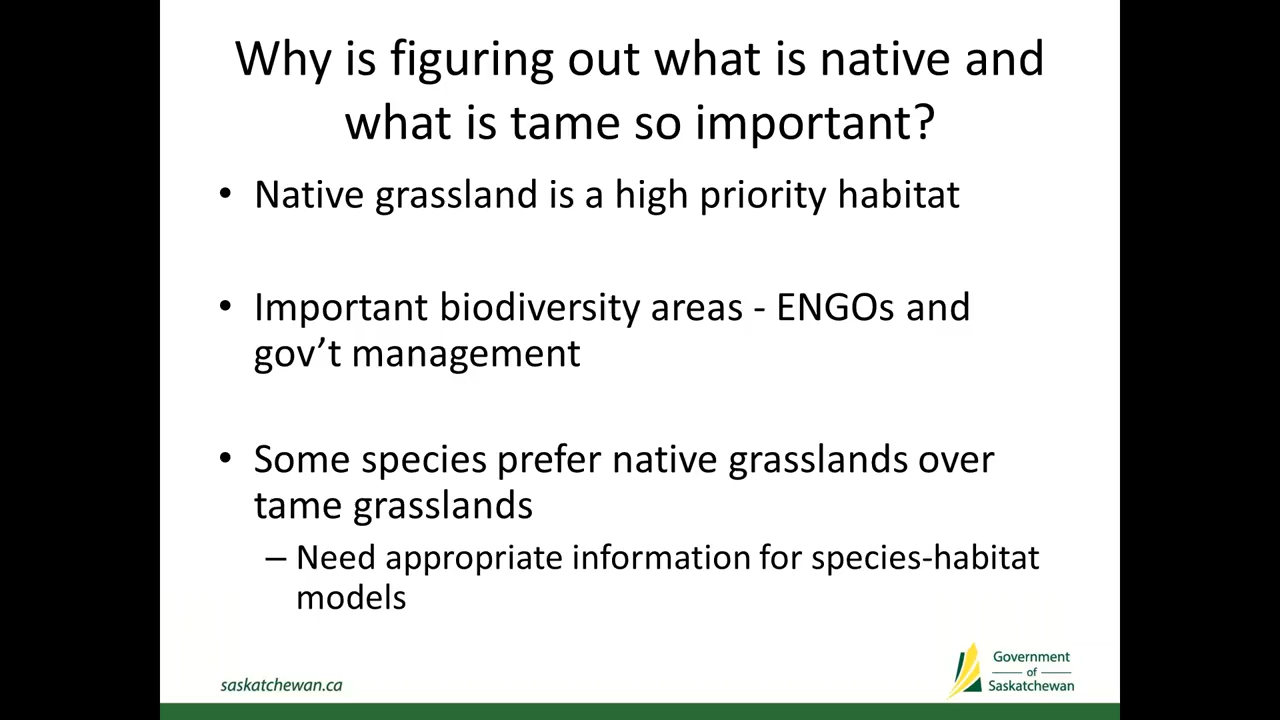 Why is figuring out what is native and
what is tame so important?
• Native grassland is a high priority habitat
• Important biodiversity areas - ENGOs and
gov’t management
• Some species prefer native grasslands over
tame grasslands
– Need appropriate information for species-habitat
models
saskatchewan.ca
Government
of
Saskatchewan